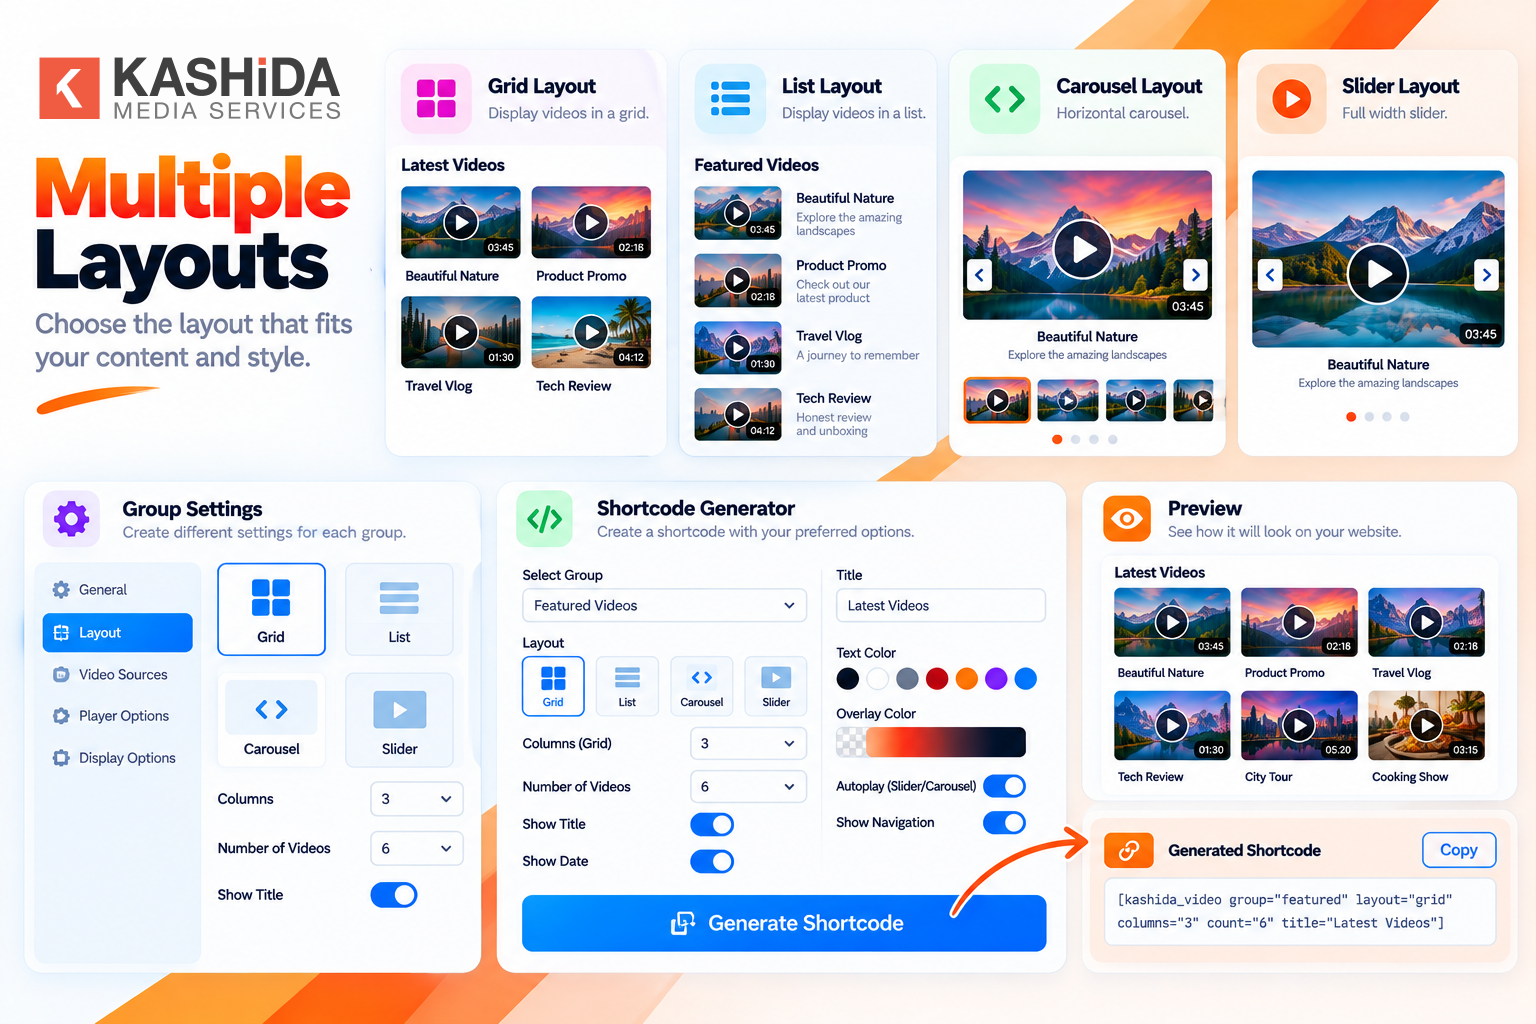 KASHiDA
MEDIA SERVICES
Multiple
Layouts
Choose the layout that fits
your content and style.
Grid Layout
Display videos in a grid.
Latest Videos
03:45
02:18
Beautiful Nature
Product Promo
01:30
04:12
Travel Vlog
Tech Review
List Layout
Display videos in a list.
Featured Videos
03:45
Beautiful Nature
Explore the amazing
landscapes
02:18
Product Promo
Check out our
latest product
01:30
Travel Vlog
A journey to remember
04:12
Tech Review
Honest review
and unboxing
Carousel Layout
Horizontal carousel.
03:45
Beautiful Nature
Explore the amazing landscapes
Slider Layout
Full width slider.
03:45
Beautiful Nature
Explore the amazing landscapes
Group Settings
Create different settings for each group.
General
Layout
Video Sources
Player Options
Display Options
Grid
List
Carousel
Slider
Columns
3
Number of Videos
6
Show Title
Shortcode Generator
Create a shortcode with your preferred options.
Select Group
Featured Videos
Layout
Grid
List
Carousel
Slider
Columns (Grid)
3
Number of Videos
6
Show Title
Show Date
Title
Latest Videos
Text Color
Overlay Color
Autoplay (Slider/Carousel)
Show Navigation
Generate Shortcode
Preview
See how it will look on your website.
Latest Videos
03:45
02:18
02:18
Beautiful Nature
Product Promo
Travel Vlog
01:30
05:20
03:15
Tech Review
City Tour
Cooking Show
Generated Shortcode
Copy
[kashida_video group="featured" layout="grid"
columns="3" count="6" title="Latest Videos"]